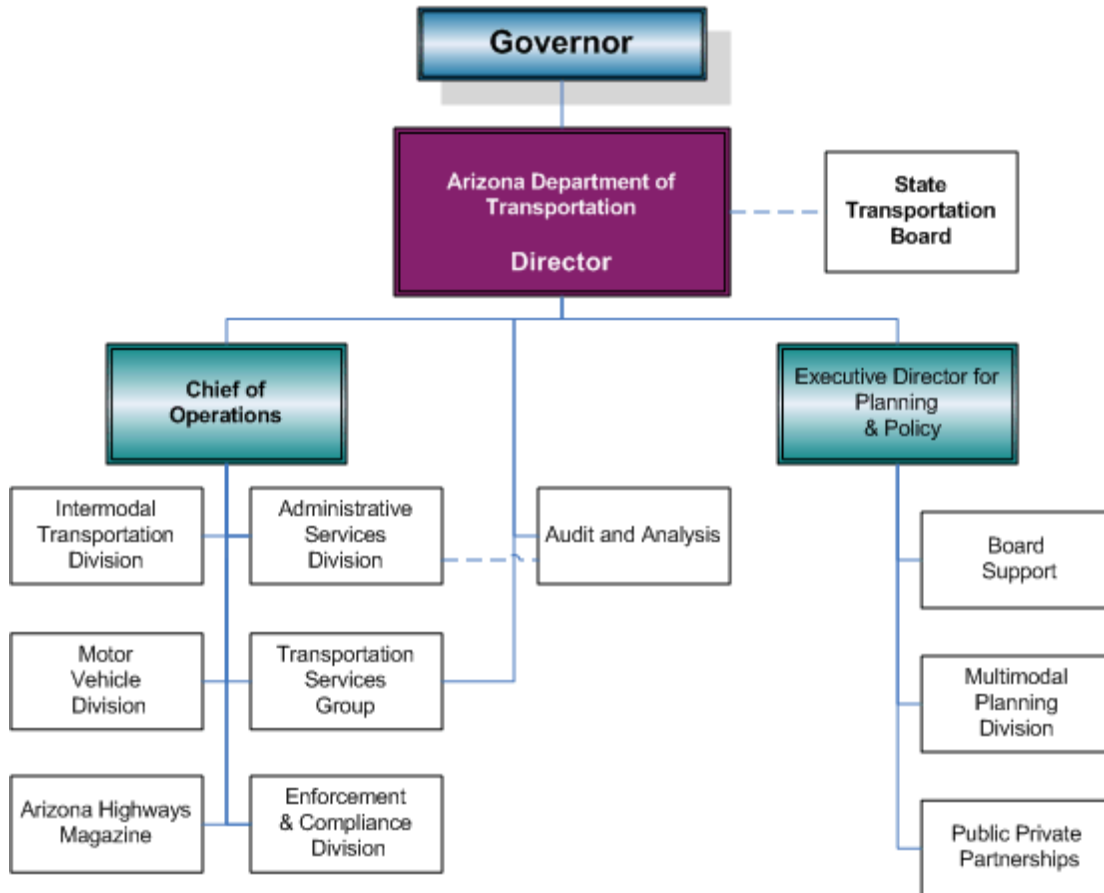 Governor
Arizona Department of
Transportation
Director
State
Transportation
Board
Chief of
Operations
Executive Director for
Planning
& Policy
Intermodal
Transportation
Division
Administrative
Services
Division
Audit and Analysis
Board
Support
Motor
Vehicle
Division
Transportation
Services
Group
Multimodal
Planning
Division
Arizona Highways
Magazine
Enforcement
& Compliance
Division
Public Private
Partnerships